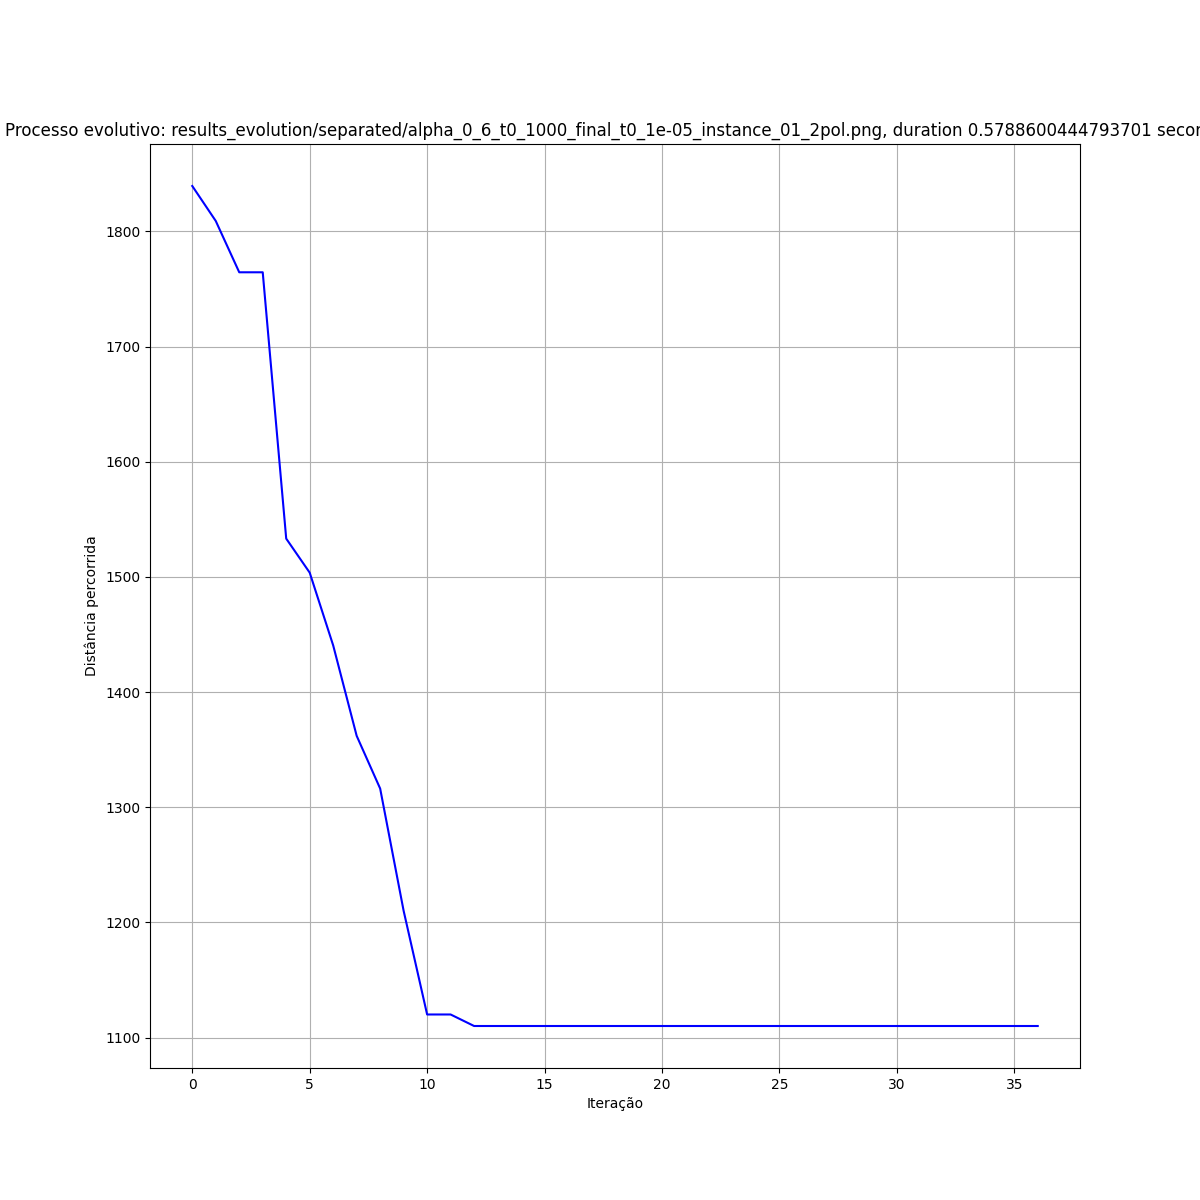 Processo evolutivo: results_evolution/separated/alpha_0_6_t0_1000_final_t0_1e-05_instance_01_2pol.png, duration 0.5788600444793701
1800
1700
1600
1500
1400
1300
1200
1100
Distância percorrida
0 5 10 15 20 25 30 35
Iteração